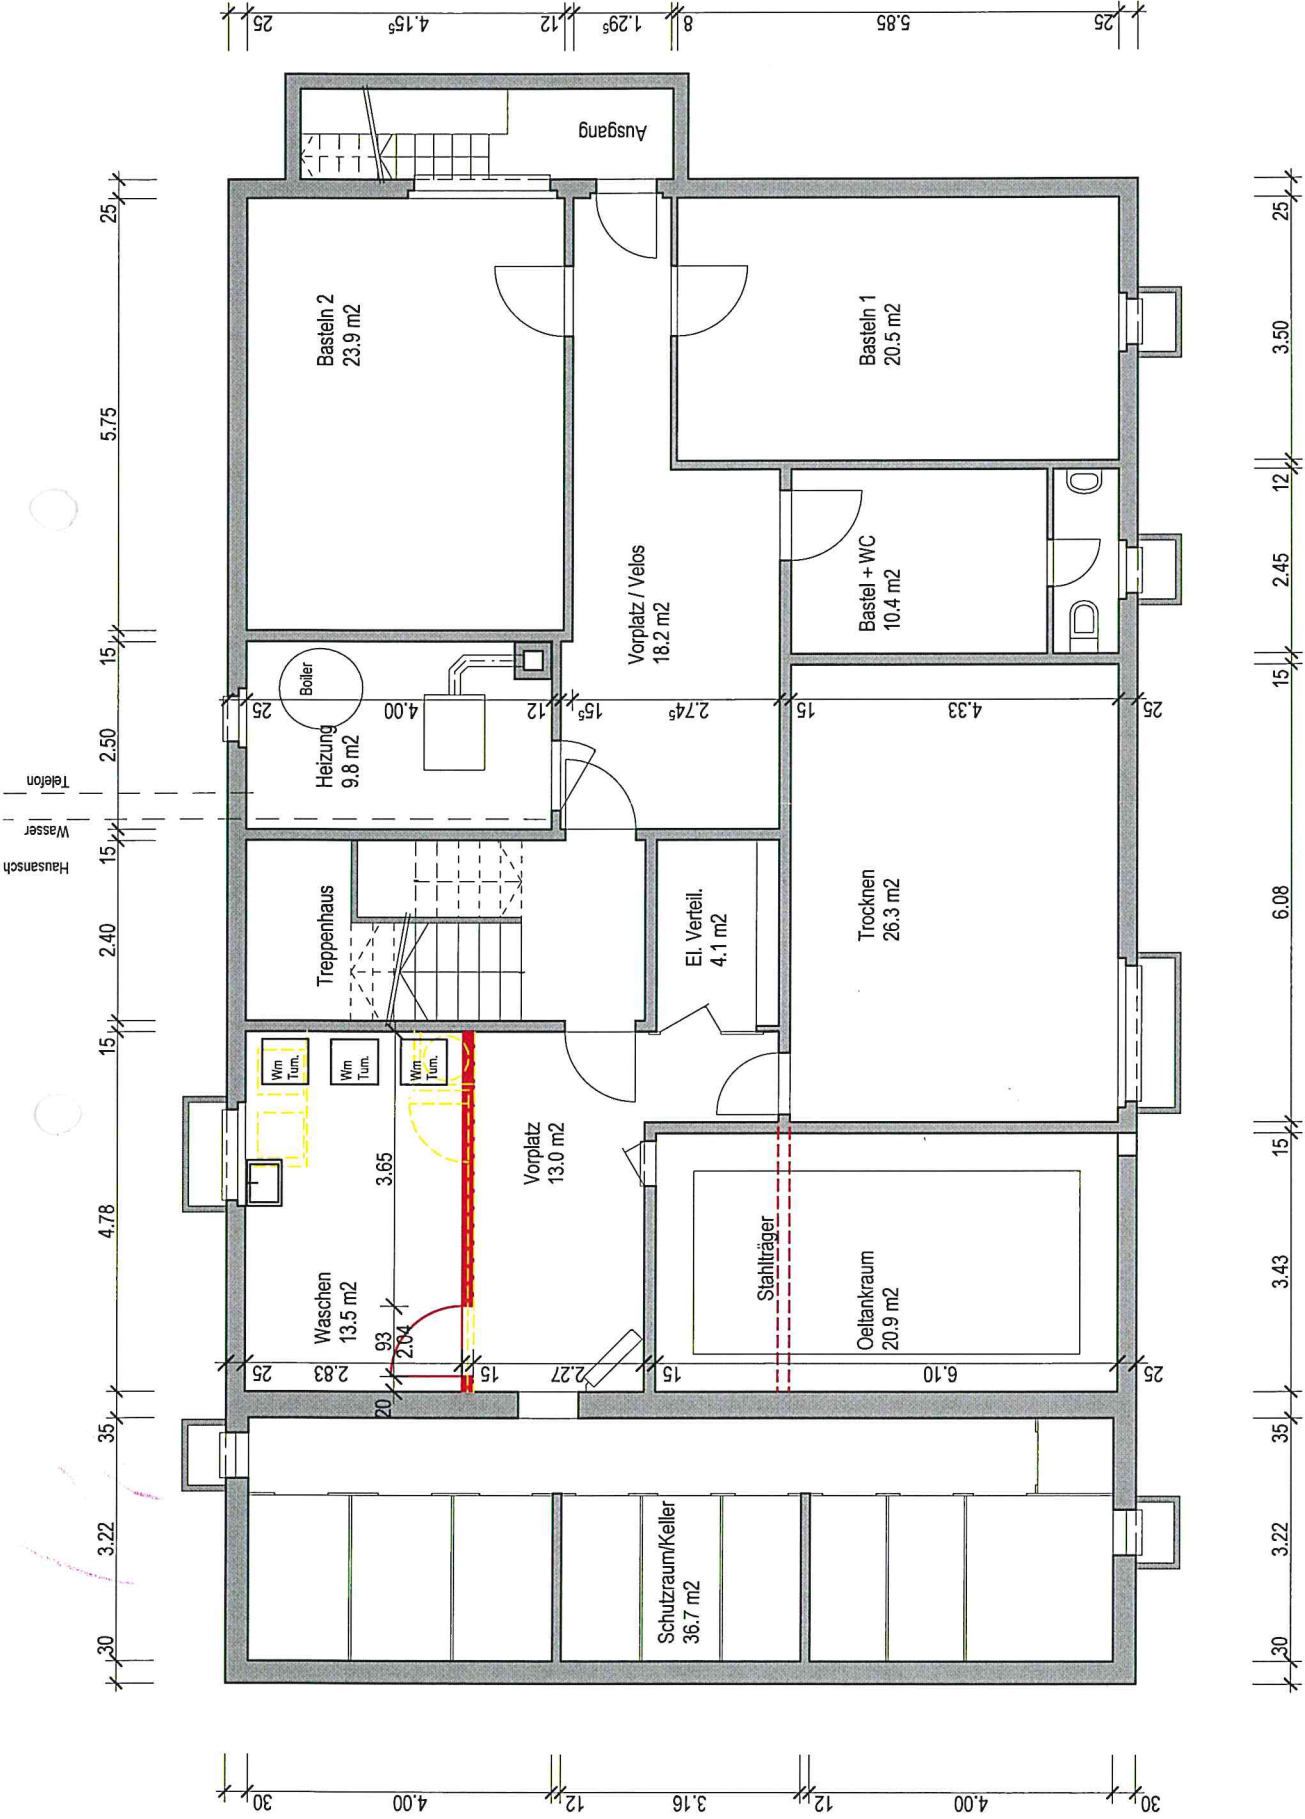 25
4.15⁵
12
1.29⁵
8
5.85
25
Ausgang
25
5.75
15
2.50
15
2.40
15
4.78
35
3.22
30
Telefon
Wasser
Hausansch
Basteln 2
23.9 m2
Basteln 1
20.5 m2
Bastel + WC
10.4 m2
Vorplatz / Velos
18.2 m2
Boiler
Heizung
9.8 m2
25
4.00
12
15⁵
2.74⁵
15
4.33
25
Treppenhaus
El. Verteil.
4.1 m2
Trocknen
26.3 m2
Wm
Tum.
Wm
Tum.
Wm
Tum.
3.65
93
2.04
20
Waschen
13.5 m2
Vorplatz
13.0 m2
Stahlträger
Oeltankraum
20.9 m2
25
2.83
15
2.27
15
6.10
25
Schutzraum/Keller
36.7 m2
25
3.50
12
2.45
15
6.08
15
3.43
35
3.22
30
30
4.00
12
3.16
12
4.00
30